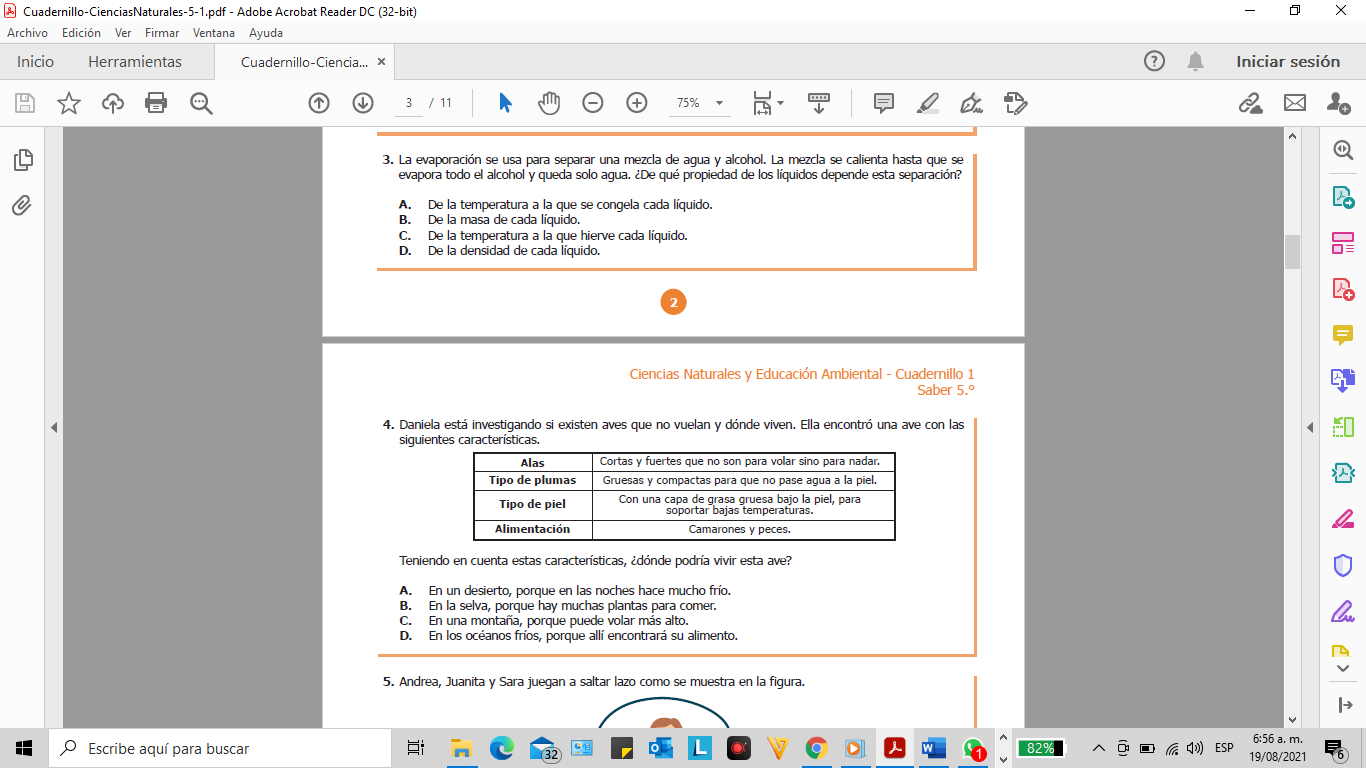 Cuadernillo-CienciasNaturales-5-1.pdf - Adobe Acrobat Reader DC (32-bit)
Archivo Edición Ver Firmar Ventana Ayuda
Inicio Herramientas Cuadernillo-Ciencia... × Iniciar sesión
3 / 11 75%
3. La evaporación se usa para separar una mezcla de agua y alcohol. La mezcla se calienta hasta que se
evapora todo el alcohol y queda solo agua. ¿De qué propiedad de los líquidos depende esta separación?
A. De la temperatura a la que se congela cada líquido.
B. De la masa de cada líquido.
C. De la temperatura a la que hierve cada líquido.
D. De la densidad de cada líquido.
2
Ciencias Naturales y Educación Ambiental - Cuadernillo 1
Saber 5.°
4. Daniela está investigando si existen aves que no vuelan y dónde viven. Ella encontró una ave con las
siguientes características.
Alas Cortas y fuertes que no son para volar sino para nadar.
Tipo de plumas Gruesas y compactas para que no pase agua a la piel.
Tipo de piel Con una capa de grasa gruesa bajo la piel, para
soportar bajas temperaturas.
Alimentación Camarones y peces.
Teniendo en cuenta estas características, ¿dónde podría vivir esta ave?
A. En un desierto, porque en las noches hace mucho frío.
B. En la selva, porque hay muchas plantas para comer.
C. En una montaña, porque puede volar más alto.
D. En los océanos fríos, porque allí encontrará su alimento.
5. Andrea, Juanita y Sara juegan a saltar lazo como se muestra en la figura.
Escribe aquí para buscar 32 L 1 82% ESP 6:56 a. m.
19/08/2021 6